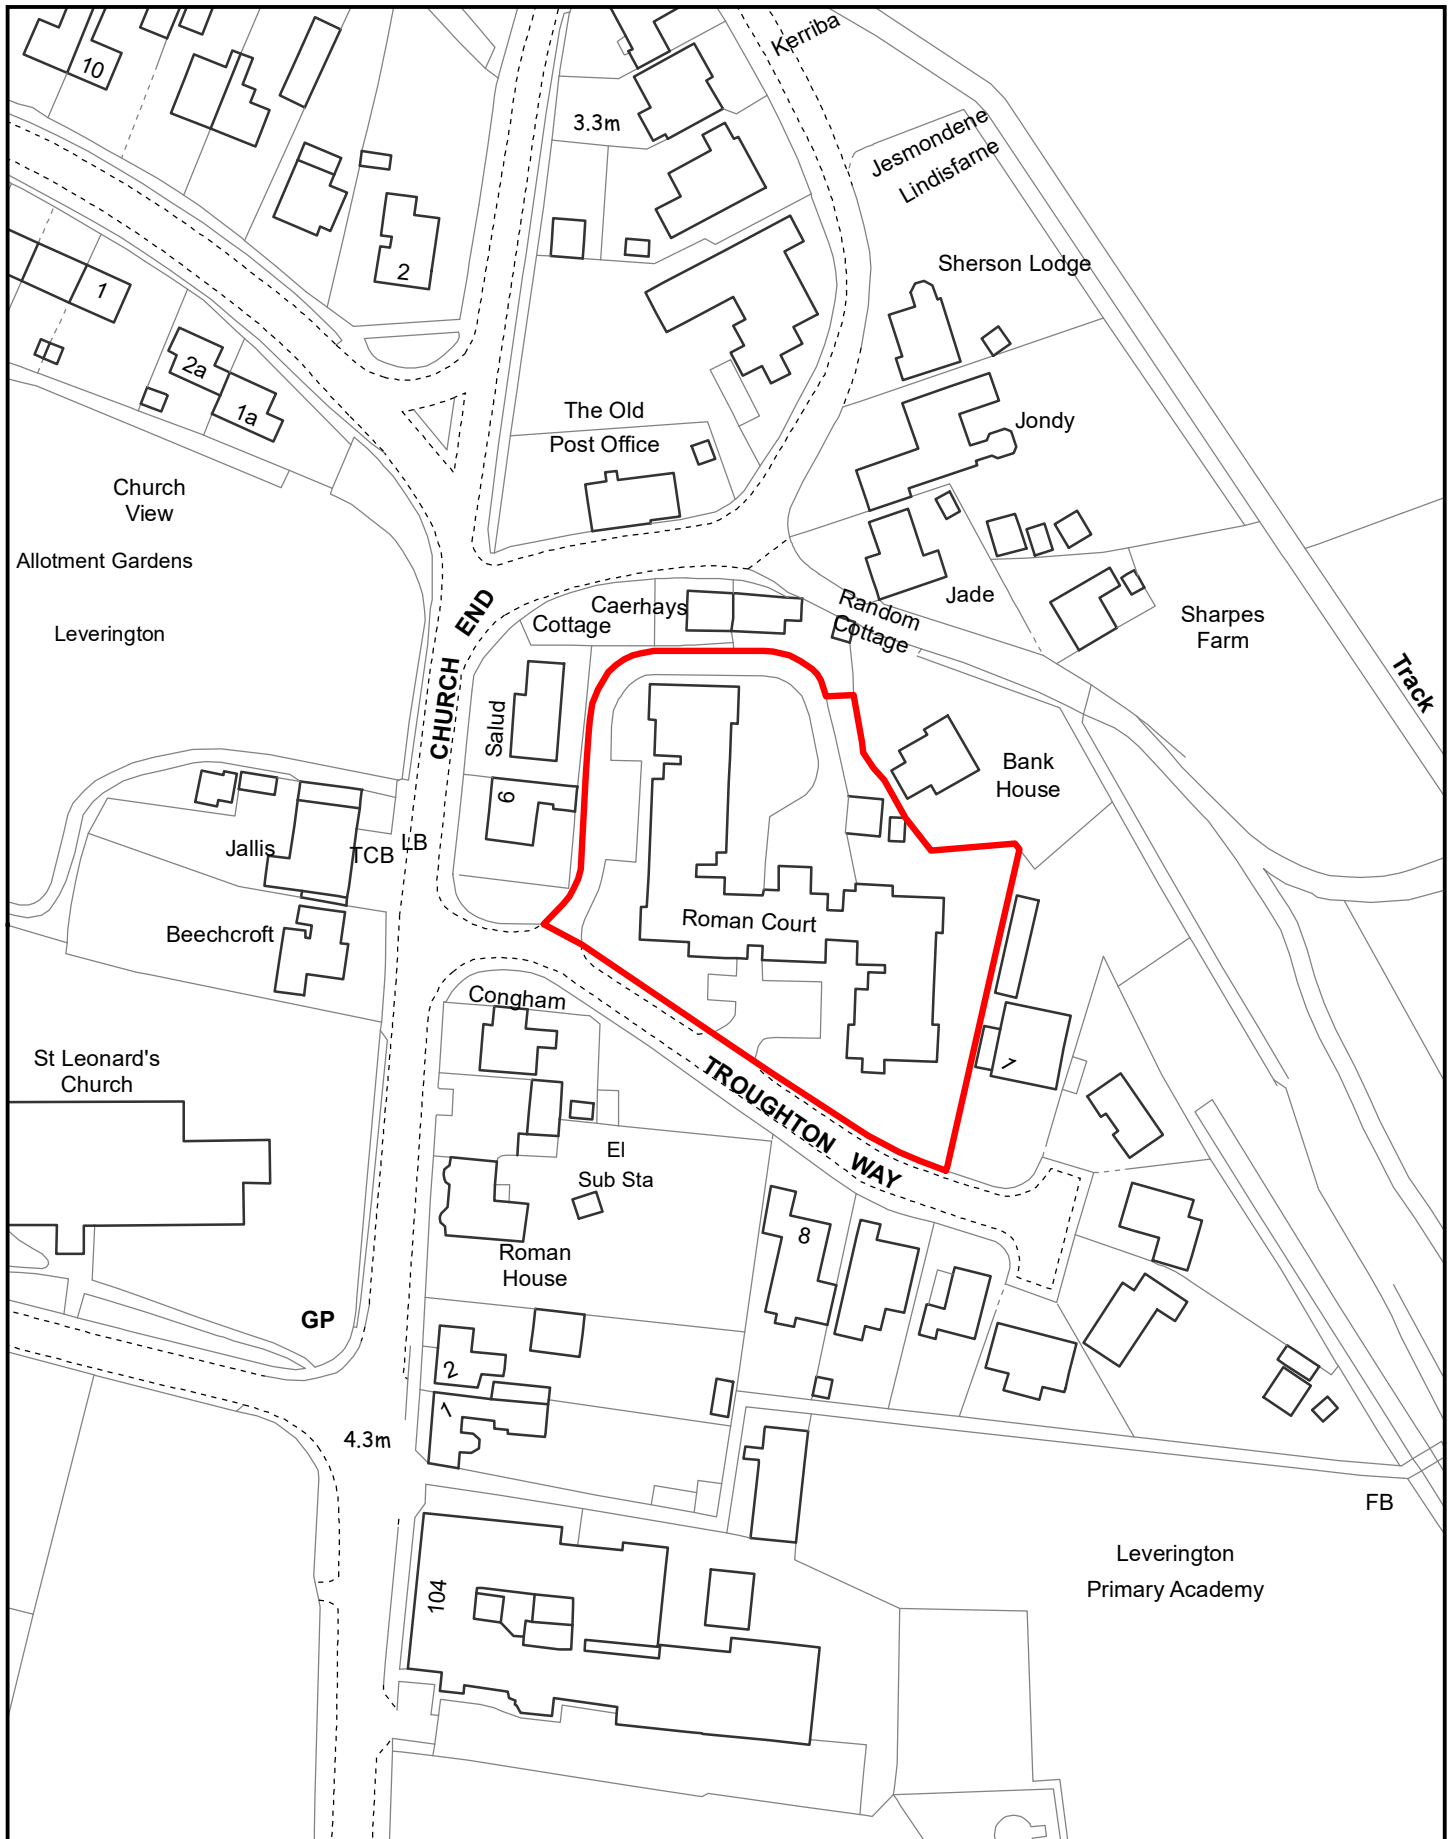 Kerriba
10
3.3m
Jesmondene
Lindisfarne
Sherson Lodge
2
1
2a
1a
The Old
Post Office
Jondy
Church
View
Allotment Gardens
Leverington
CHURCH END
Caerhays
Cottage
Random
Cottage
Jade
Sharpes
Farm
Track
Salud
6
Bank
House
Jallis
TCB
LB
Beechcroft
Roman Court
Congham
St Leonard's
Church
1
TROUGHTON WAY
El
Sub Sta
8
Roman
House
GP
2
1
4.3m
FB
Leverington
Primary Academy
104